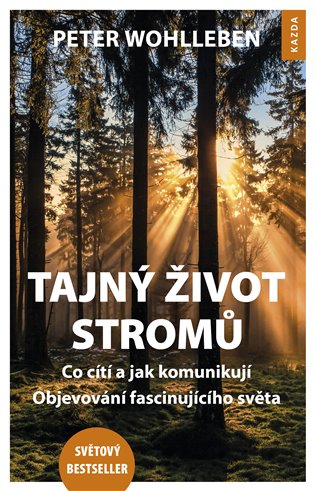 PETER WOHLLEBEN
KAZDA
TAJNÝ ŽIVOT
STROMŮ
Co cítí a jak komunikují
Objevování fascinujícího světa
SVĚTOVÝ
BESTSELLER